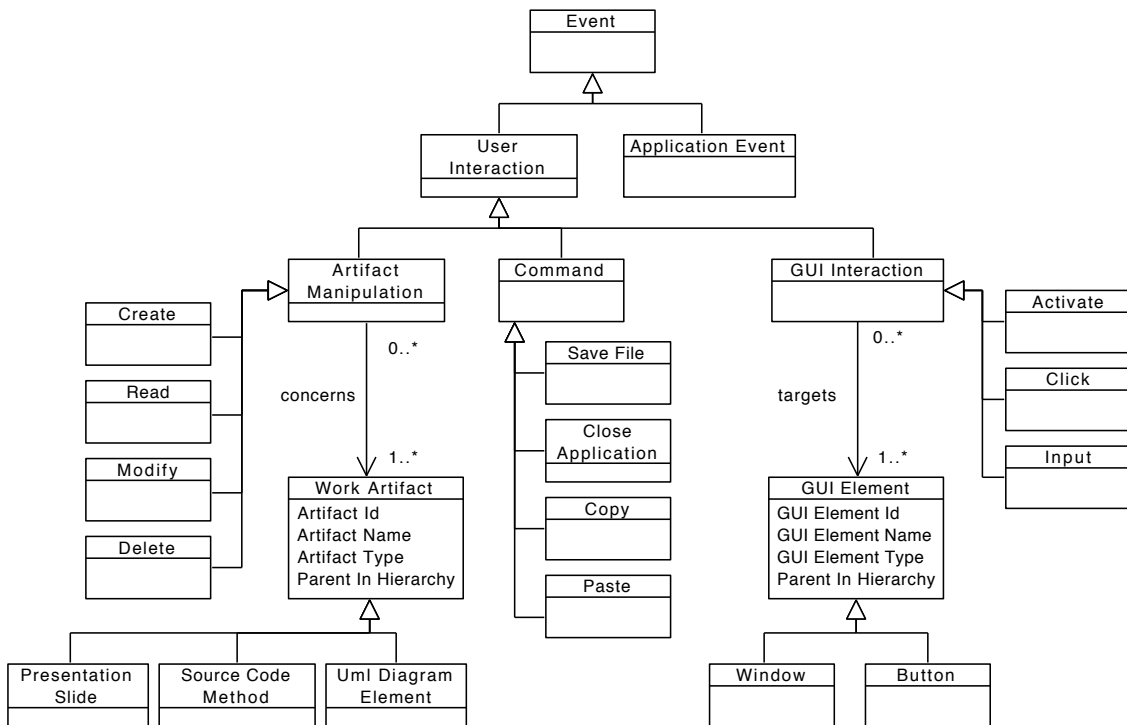 Event
User
Interaction
Application Event
Artifact
Manipulation
Command
GUI Interaction
Create
Read
Modify
Delete
0..*
concerns
1..*
Save File
Close
Application
Copy
Paste
0..*
targets
1..*
Activate
Click
Input
Work Artifact
Artifact Id
Artifact Name
Artifact Type
Parent In Hierarchy
GUI Element
GUI Element Id
GUI Element Name
GUI Element Type
Parent In Hierarchy
Presentation
Slide
Source Code
Method
Uml Diagram
Element
Window
Button